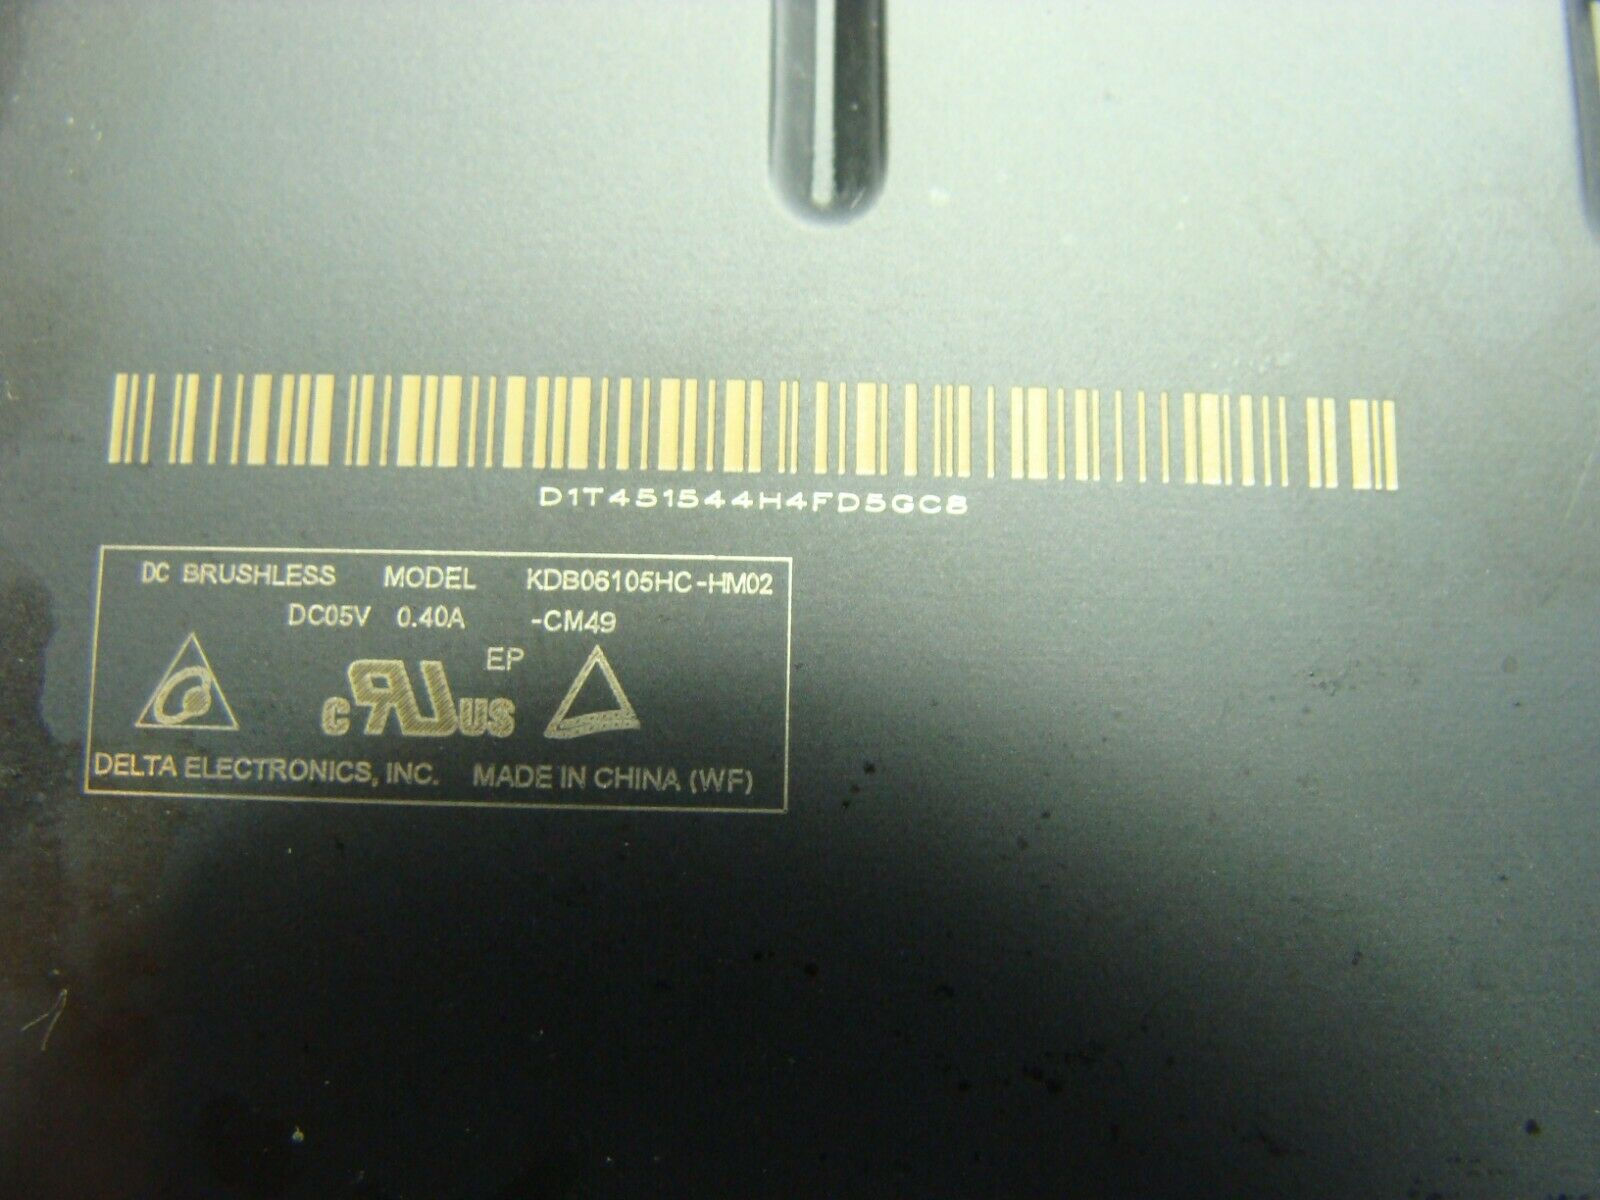 D1T451544H4FD5GC8
DC BRUSHLESS MODEL KDB06105HC-HM02
DC05V 0.40A -CM49
EP
c RU US
DELTA ELECTRONICS, INC. MADE IN CHINA (WF)